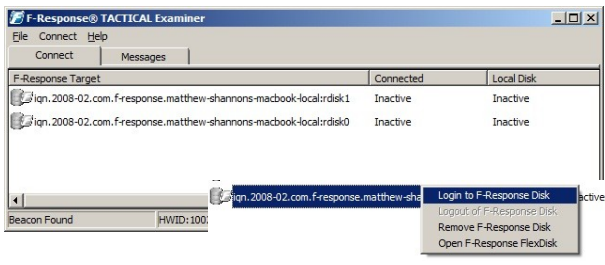 F-Response® TACTICAL Examiner
File Connect Help
Connect Messages
F-Response Target Connected Local Disk
iqn.2008-02.com.f-response.matthew-shannons-macbook-local:rdisk1 Inactive Inactive
iqn.2008-02.com.f-response.matthew-shannons-macbook-local:rdisk0 Inactive Inactive
iqn.2008-02.com.f-response.matthew-sha active
Login to F-Response Disk
Logout of F-Response Disk
Remove F-Response Disk
Open F-Response FlexDisk
Beacon Found